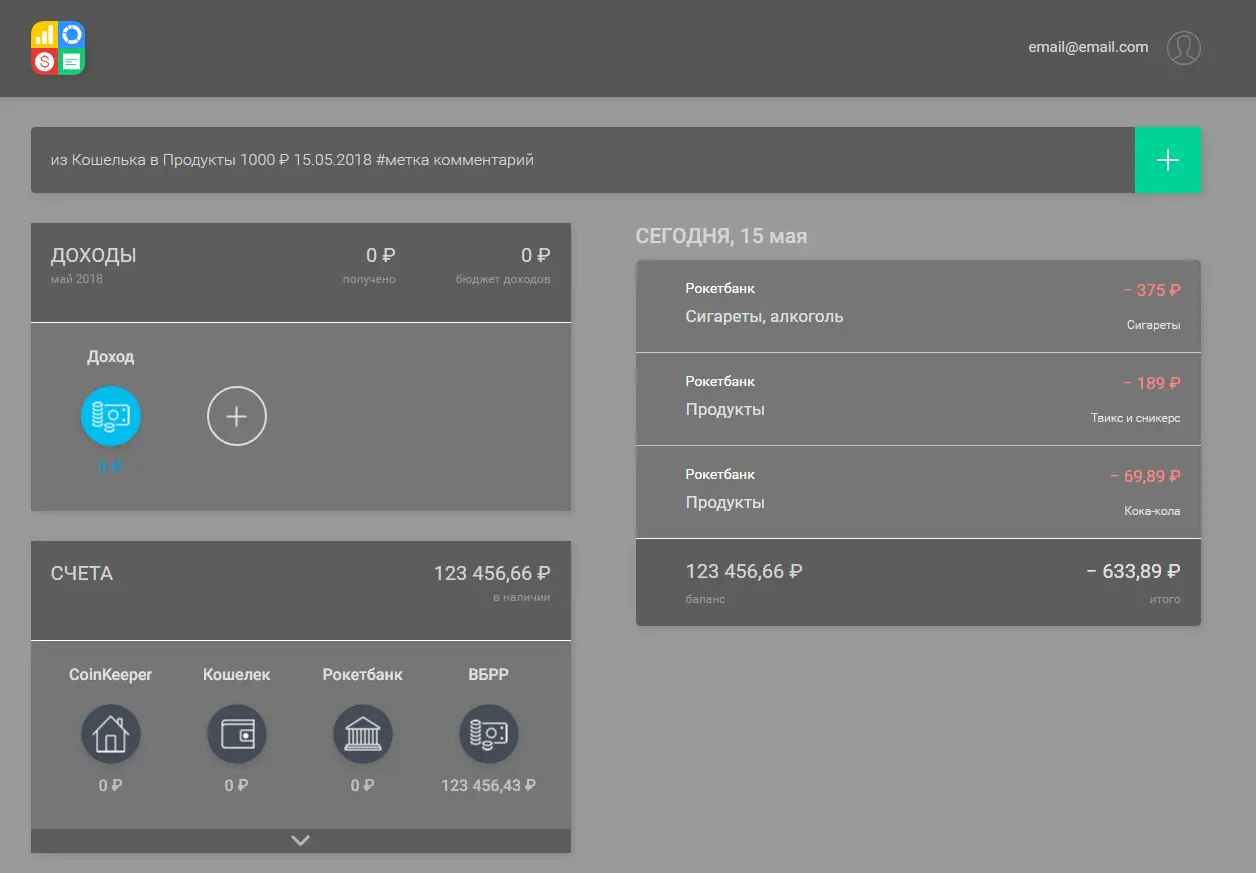 email@email.com
из Кошелька в Продукты 1000 ₽ 15.05.2018 #метка комментарий
ДОХОДЫ 0 ₽ 0 ₽
май 2018 получено бюджет доходов
Доход
0 ₽
СЧЕТА 123 456,66 ₽
в наличии
CoinKeeper Кошелек Рокетбанк ВБРР
0 ₽ 0 ₽ 0 ₽ 123 456,43 ₽
СЕГОДНЯ, 15 мая
Рокетбанк − 375 ₽
Сигареты, алкоголь
Сигареты
Рокетбанк − 189 ₽
Продукты
Твикс и сникерс
Рокетбанк − 69,89 ₽
Продукты
Кока-кола
123 456,66 ₽ − 633,89 ₽
баланс итого